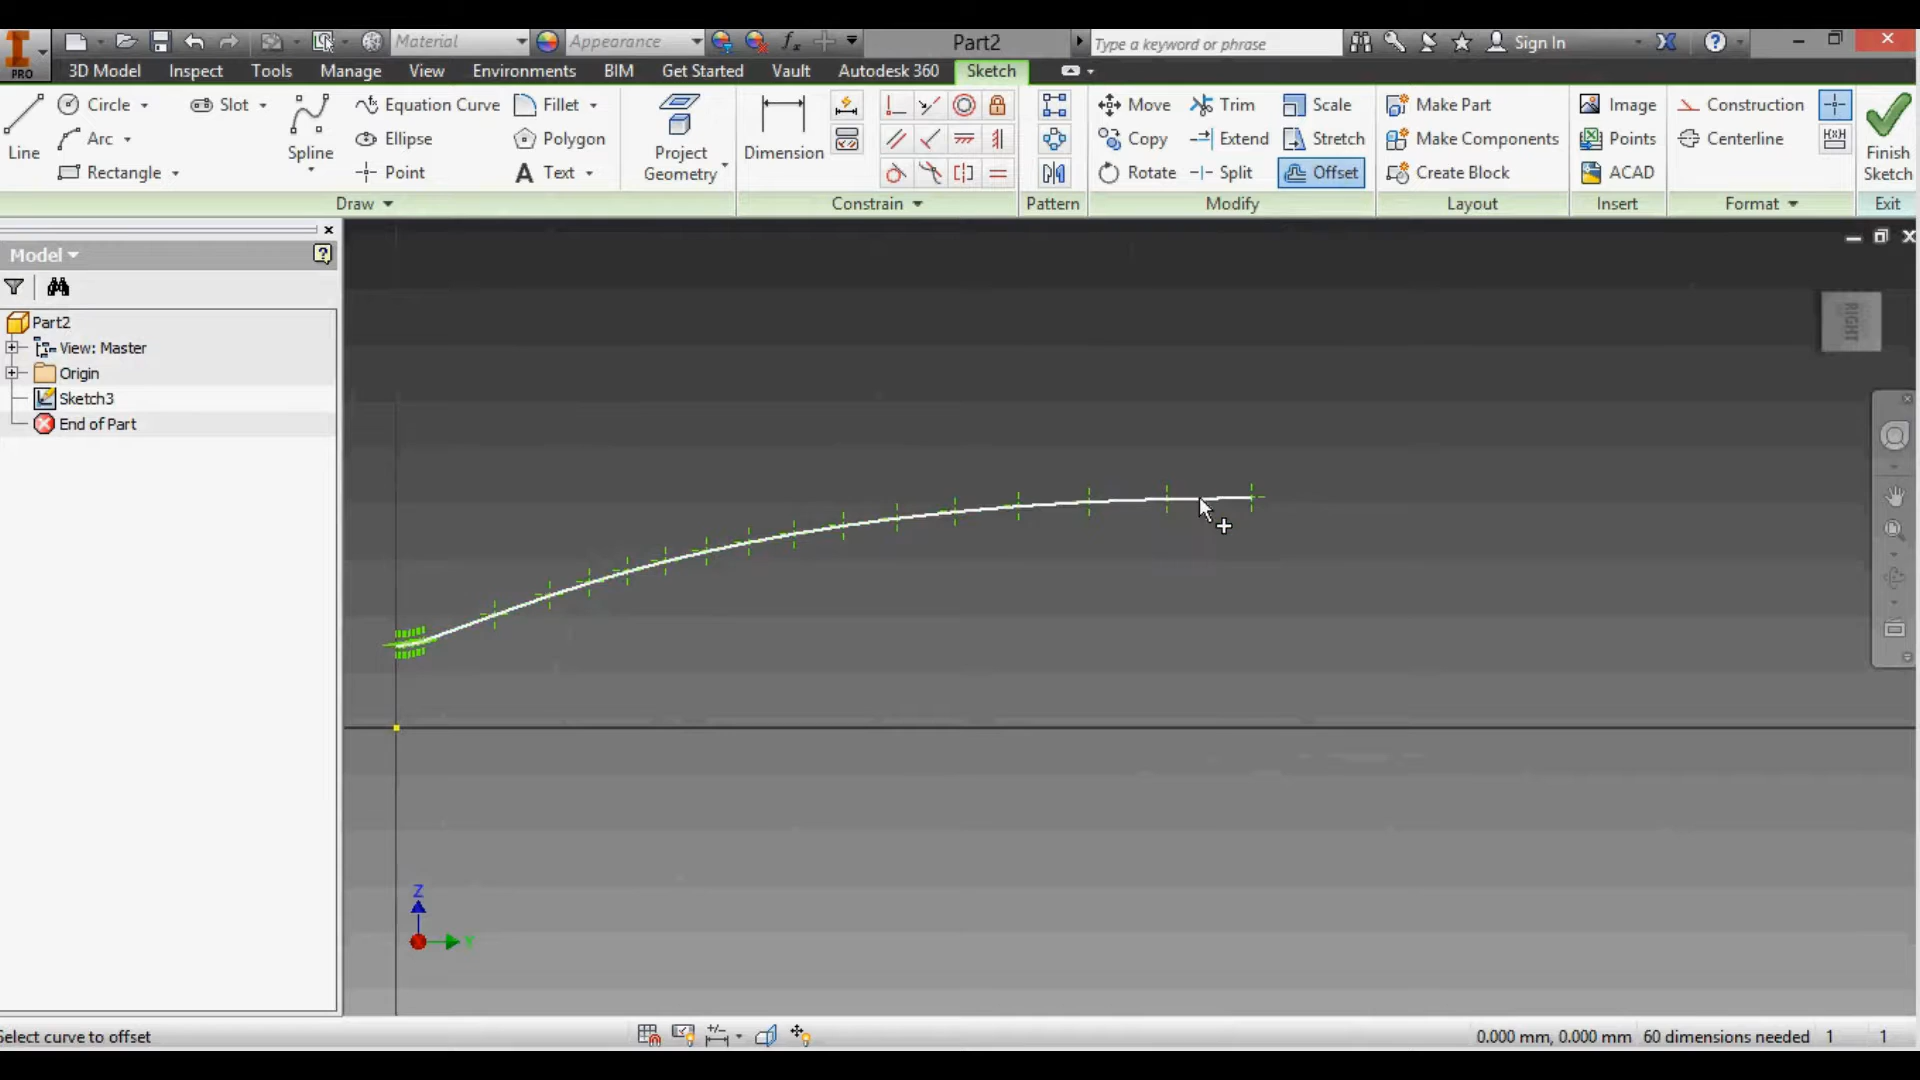 Material
Appearance
fx
Part2
Type a keyword or phrase
Sign In
PRO
3D Model
Inspect
Tools
Manage
View
Environments
BIM
Get Started
Vault
Autodesk 360
Sketch
Line
Circle
Arc
Rectangle
Slot
Spline
Equation Curve
Ellipse
Point
Fillet
Polygon
Text
Project Geometry
Dimension
Move
Copy
Rotate
Trim
Extend
Split
Scale
Stretch
Offset
Make Part
Make Components
Create Block
Image
Points
ACAD
Construction
Centerline
Finish Sketch
Draw
Constrain
Pattern
Modify
Layout
Insert
Format
Exit
Model
Part2
View: Master
Origin
Sketch3
End of Part
RIGHT
Z
Y
Select curve to offset
0.000 mm, 0.000 mm
60 dimensions needed
1
1